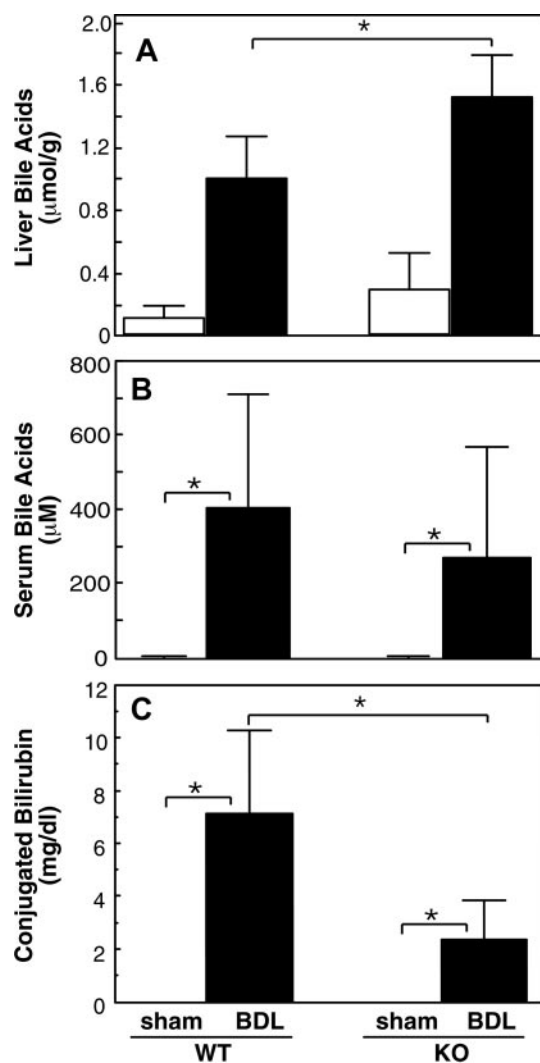 A
Liver Bile Acids
(μmol/g)
2.0
1.6
1.2
0.8
0.4
0
*
B
Serum Bile Acids
(μM)
800
600
400
200
0
*
*
C
Conjugated Bilirubin
(mg/dl)
12
10
8
6
4
2
0
*
*
*
sham BDL sham BDL
WT KO